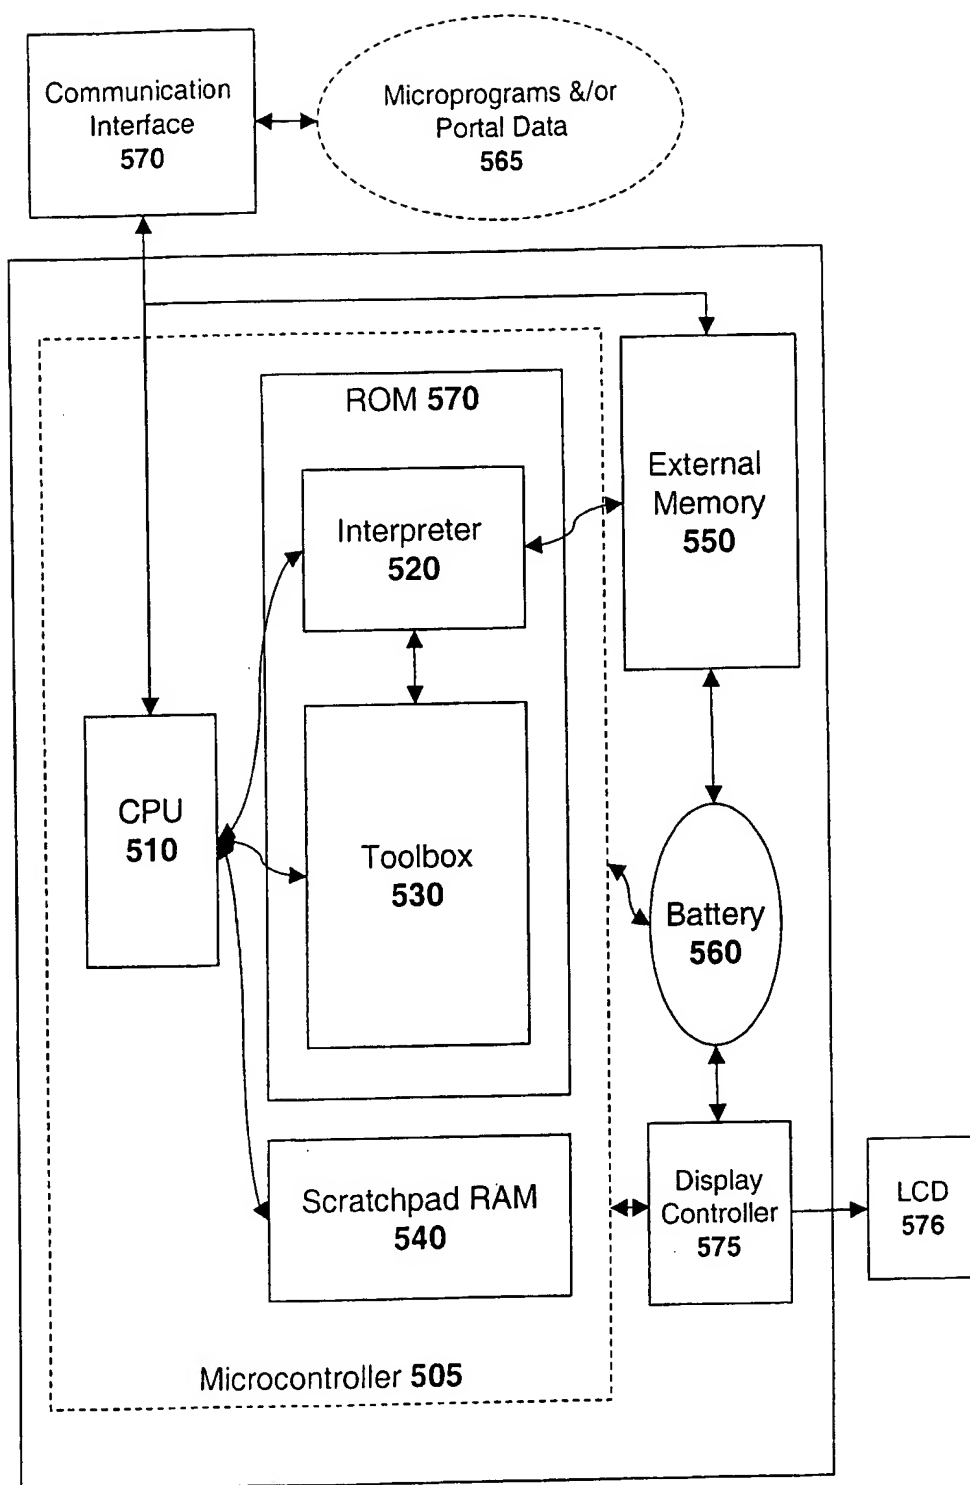 Communication
Interface
570
Microprograms &/or
Portal Data
565
ROM 570
Interpreter
520
External
Memory
550
CPU
510
Toolbox
530
Battery
560
Scratchpad RAM
540
Display
Controller
575
LCD
576
Microcontroller 505